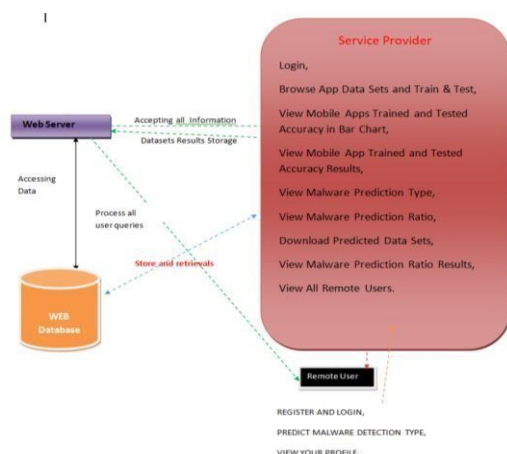 Service Provider
Login,
Browse App Data Sets and Train & Test,
View Mobile Apps Trained and Tested
Accuracy in Bar Chart,
View Mobile App Trained and Tested
Accuracy Results,
View Malware Prediction Type,
View Malware Prediction Ratio,
Download Predicted Data Sets,
View Malware Prediction Ratio Results,
View All Remote Users.
Web Server
Accepting all Information
Datasets Results Storage
Accessing
Data
Process all
user queries
Store and retrievals
WEB
Database
Remote User
REGISTER AND LOGIN,
PREDICT MALWARE DETECTION TYPE,
VIEW YOUR PROFILE.